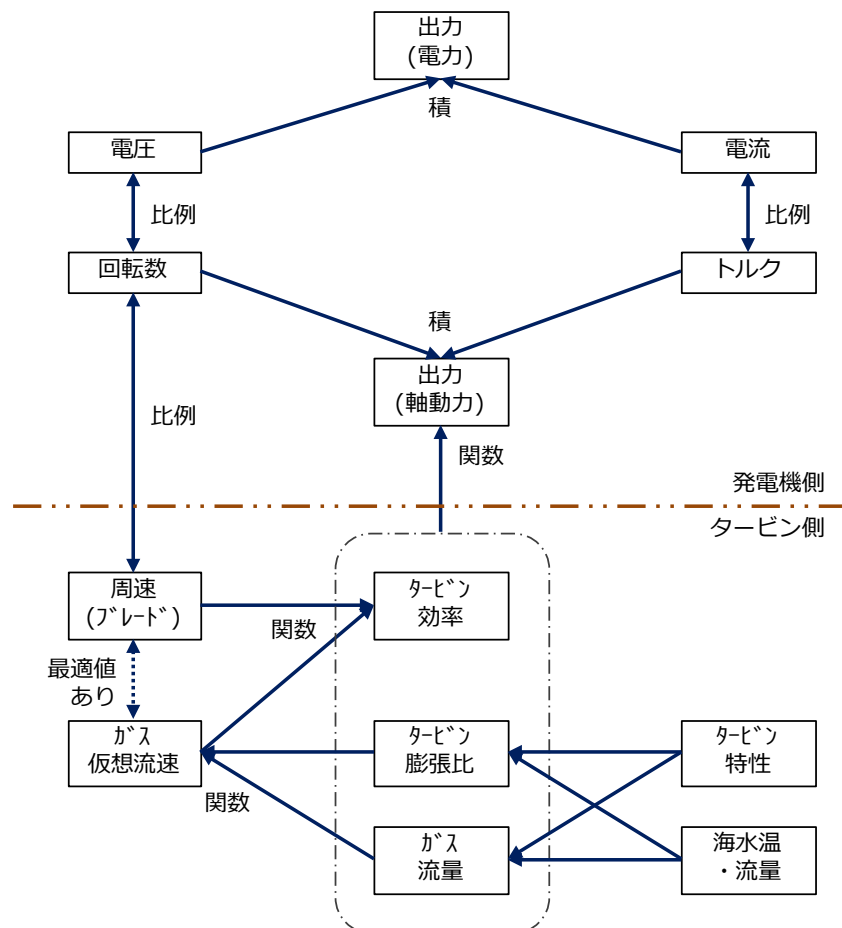 出力
(電力)
積
電圧
電流
比例
比例
回転数
トルク
積
出力
(軸動力)
比例
関数
発電機側
タービン側
周速
(ﾌﾞﾚｰﾄﾞ)
ﾀｰﾋﾞﾝ
効率
関数
最適値
あり
ｶﾞｽ
仮想流速
ﾀｰﾋﾞﾝ
膨張比
ﾀｰﾋﾞﾝ
特性
関数
ｶﾞｽ
流量
海水温
・流量